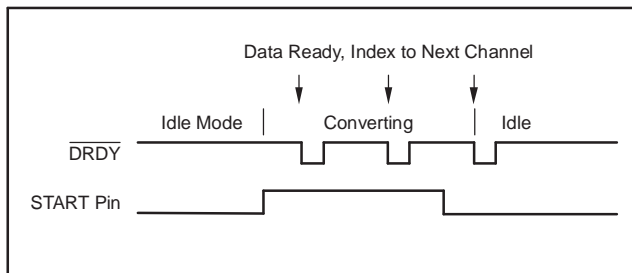 Data Ready, Index to Next Channel
Idle Mode Converting Idle
DRDY
START Pin